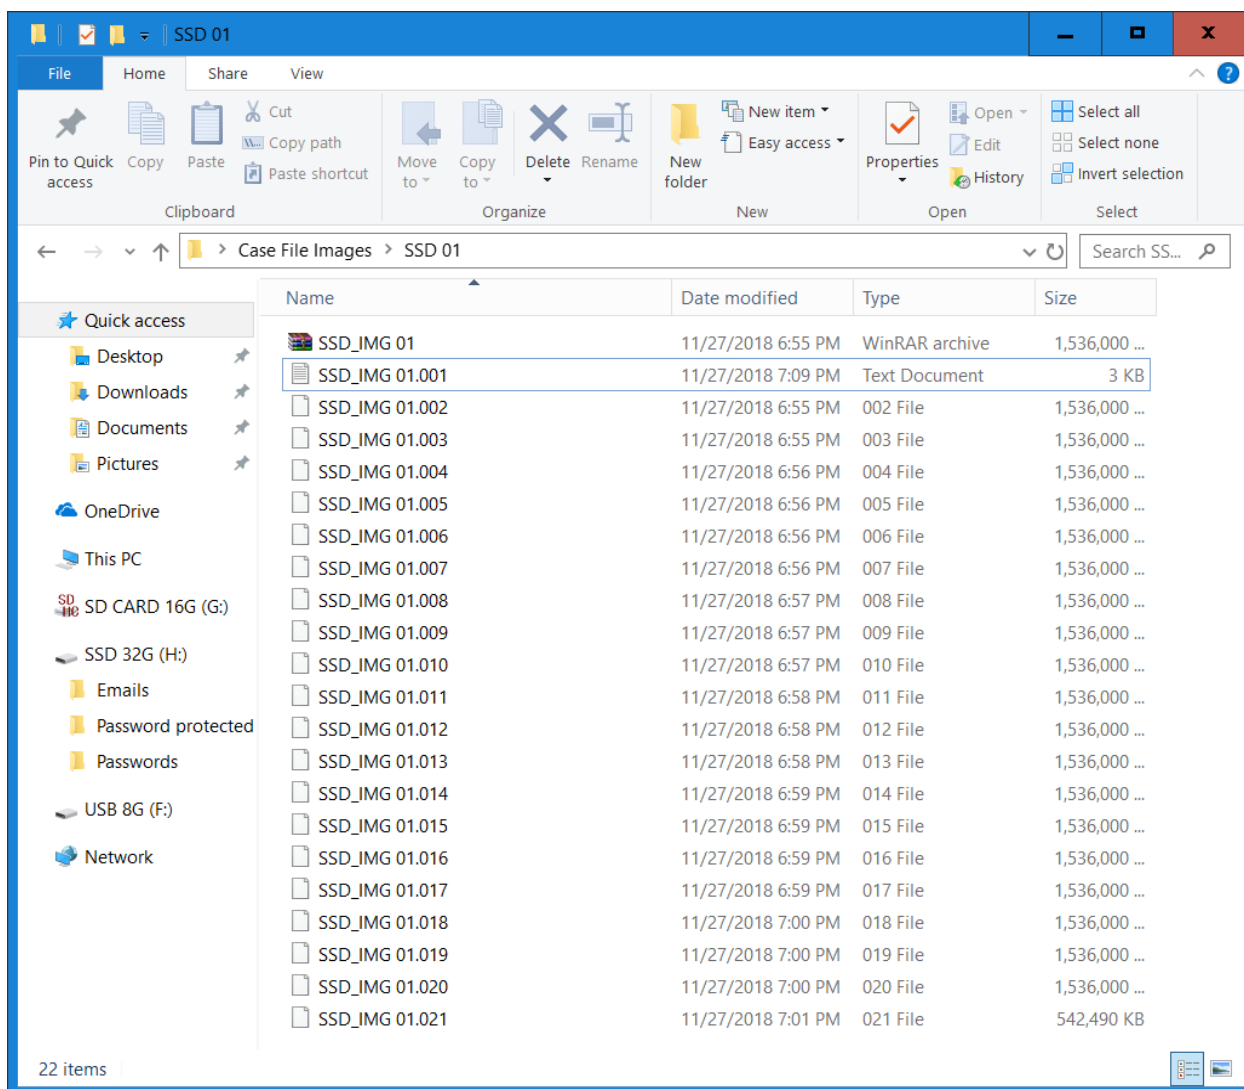 SSD 01
File Home Share View
Pin to Quick access
Copy
Paste
Cut
Copy path
Paste shortcut
Clipboard
Move to
Copy to
Delete
Rename
Organize
New folder
New item
Easy access
New
Properties
Open
Edit
History
Open
Select all
Select none
Invert selection
Select
Case File Images > SSD 01
Search SS...
Quick access
Desktop
Downloads
Documents
Pictures
OneDrive
This PC
SD CARD 16G (G:)
SSD 32G (H:)
Emails
Password protected
Passwords
USB 8G (F:)
Network
Name Date modified Type Size
SSD_IMG 01 11/27/2018 6:55 PM WinRAR archive 1,536,000 ...
SSD_IMG 01.001 11/27/2018 7:09 PM Text Document 3 KB
SSD_IMG 01.002 11/27/2018 6:55 PM 002 File 1,536,000 ...
SSD_IMG 01.003 11/27/2018 6:55 PM 003 File 1,536,000 ...
SSD_IMG 01.004 11/27/2018 6:56 PM 004 File 1,536,000 ...
SSD_IMG 01.005 11/27/2018 6:56 PM 005 File 1,536,000 ...
SSD_IMG 01.006 11/27/2018 6:56 PM 006 File 1,536,000 ...
SSD_IMG 01.007 11/27/2018 6:56 PM 007 File 1,536,000 ...
SSD_IMG 01.008 11/27/2018 6:57 PM 008 File 1,536,000 ...
SSD_IMG 01.009 11/27/2018 6:57 PM 009 File 1,536,000 ...
SSD_IMG 01.010 11/27/2018 6:57 PM 010 File 1,536,000 ...
SSD_IMG 01.011 11/27/2018 6:58 PM 011 File 1,536,000 ...
SSD_IMG 01.012 11/27/2018 6:58 PM 012 File 1,536,000 ...
SSD_IMG 01.013 11/27/2018 6:58 PM 013 File 1,536,000 ...
SSD_IMG 01.014 11/27/2018 6:59 PM 014 File 1,536,000 ...
SSD_IMG 01.015 11/27/2018 6:59 PM 015 File 1,536,000 ...
SSD_IMG 01.016 11/27/2018 6:59 PM 016 File 1,536,000 ...
SSD_IMG 01.017 11/27/2018 6:59 PM 017 File 1,536,000 ...
SSD_IMG 01.018 11/27/2018 7:00 PM 018 File 1,536,000 ...
SSD_IMG 01.019 11/27/2018 7:00 PM 019 File 1,536,000 ...
SSD_IMG 01.020 11/27/2018 7:00 PM 020 File 1,536,000 ...
SSD_IMG 01.021 11/27/2018 7:01 PM 021 File 542,490 KB
22 items